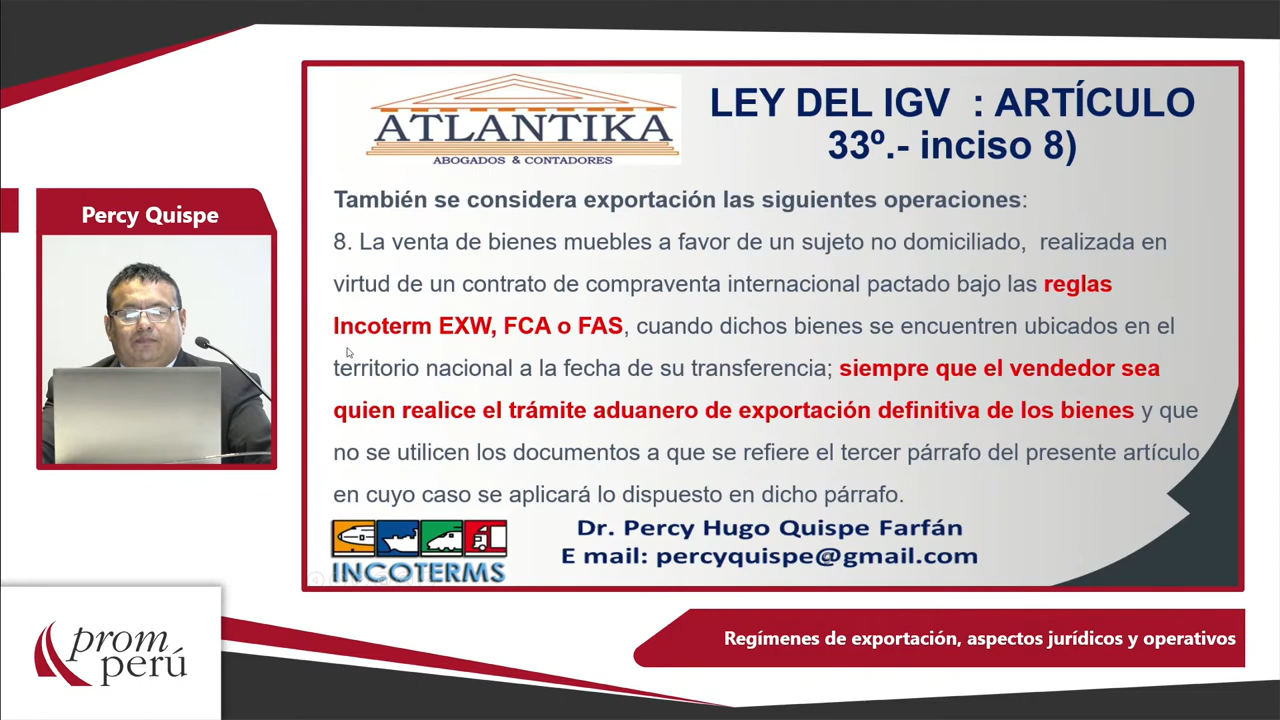 ATLANTIKA
ABOGADOS & CONTADORES
LEY DEL IGV : ARTÍCULO
33º.- inciso 8)
Percy Quispe
También se considera exportación las siguientes operaciones:
8. La venta de bienes muebles a favor de un sujeto no domiciliado, realizada en
virtud de un contrato de compraventa internacional pactado bajo las reglas
Incoterm EXW, FCA o FAS, cuando dichos bienes se encuentren ubicados en el
territorio nacional a la fecha de su transferencia; siempre que el vendedor sea
quien realice el trámite aduanero de exportación definitiva de los bienes y que
no se utilicen los documentos a que se refiere el tercer párrafo del presente artículo
en cuyo caso se aplicará lo dispuesto en dicho párrafo.
INCOTERMS
Dr. Percy Hugo Quispe Farfán
E mail: percyquispe@gmail.com
prom
perú
Regímenes de exportación, aspectos jurídicos y operativos